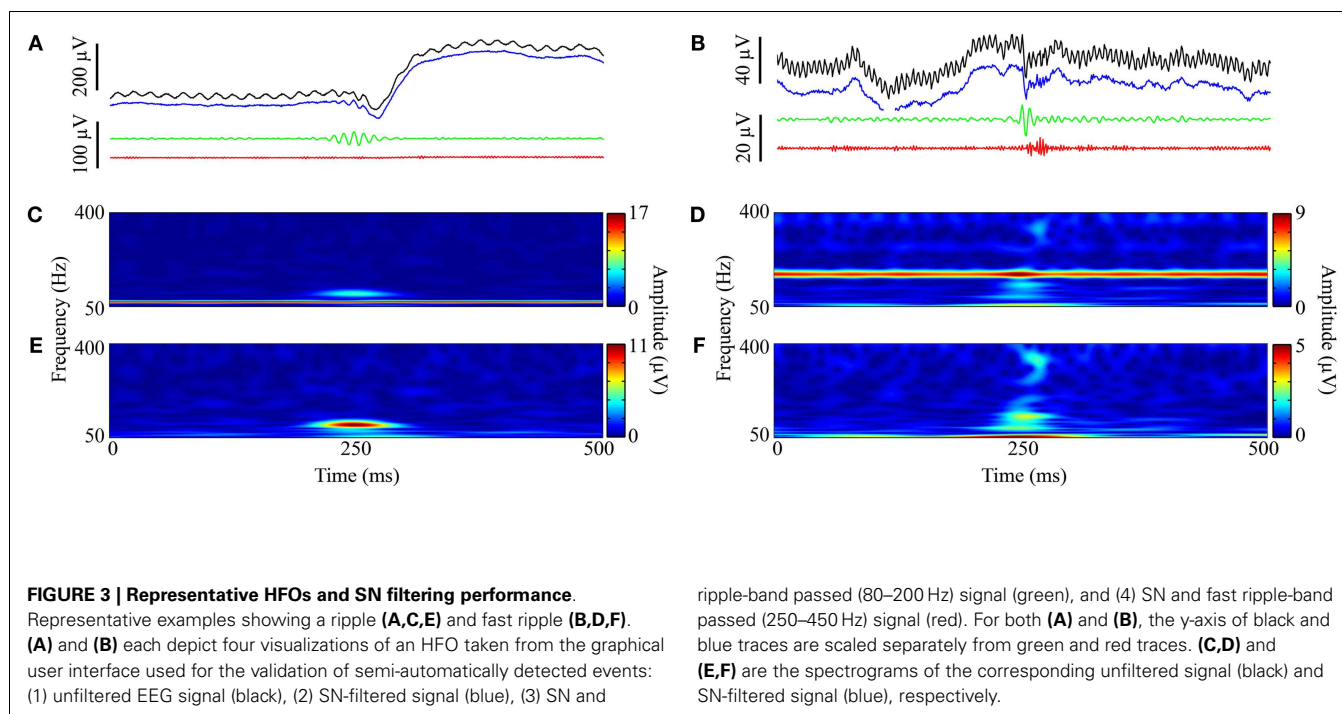 A
200 µV
100 µV
B
40 µV
20 µV
C
400
50
17
0
D
400
50
9
0
Frequency (Hz)
Amplitude (µV)
Frequency (Hz)
Amplitude (µV)
E
400
50
11
0
F
400
50
5
0
0
250
500
Time (ms)
0
250
500
Time (ms)
FIGURE 3 | Representative HFOs and SN filtering performance.
Representative examples showing a ripple (A,C,E) and fast ripple (B,D,F).
(A) and (B) each depict four visualizations of an HFO taken from the graphical
user interface used for the validation of semi-automatically detected events:
(1) unfiltered EEG signal (black), (2) SN-filtered signal (blue), (3) SN and
ripple-band passed (80–200 Hz) signal (green), and (4) SN and fast ripple-band
passed (250–450 Hz) signal (red). For both (A) and (B), the y-axis of black and
blue traces are scaled separately from green and red traces. (C,D) and
(E,F) are the spectrograms of the corresponding unfiltered signal (black) and
SN-filtered signal (blue), respectively.